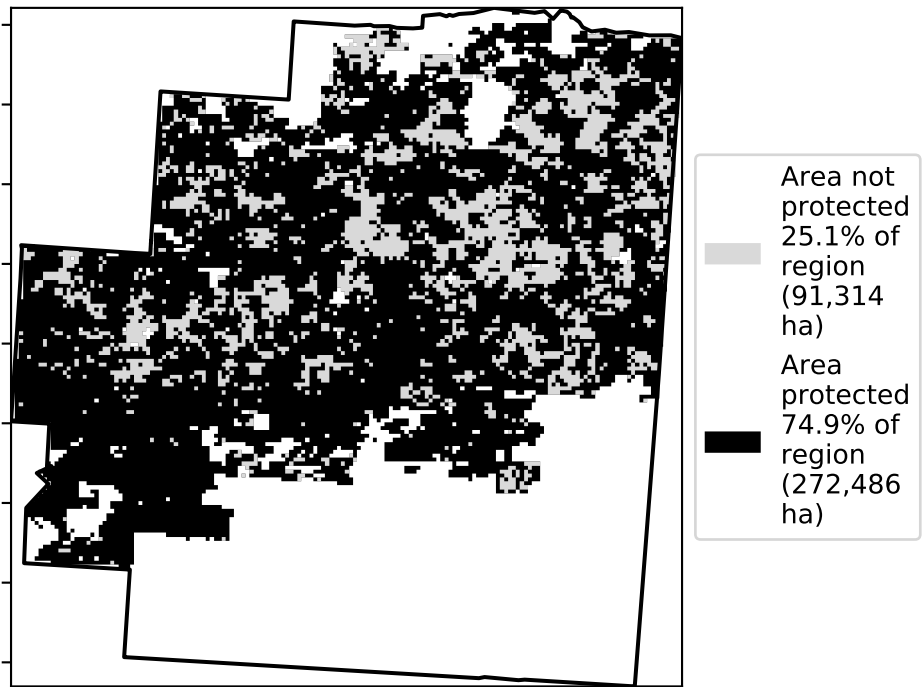 Area not
protected
25.1% of
region
(91,314
ha)
Area
protected
74.9% of
region
(272,486
ha)